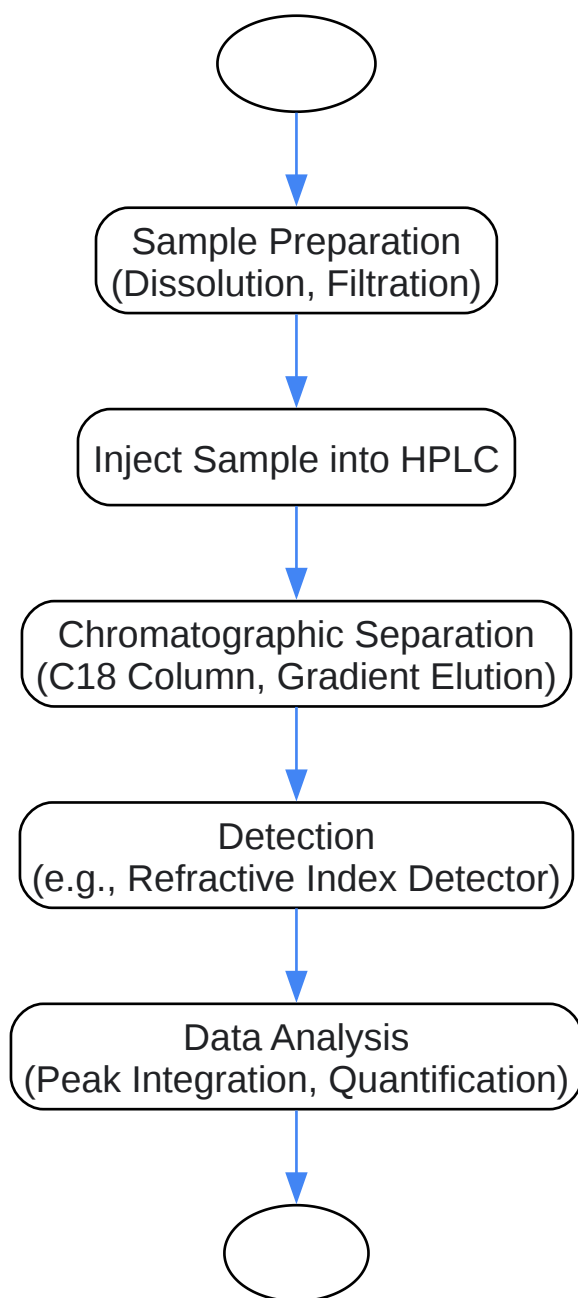 Sample Preparation
(Dissolution, Filtration)
Inject Sample into HPLC
Chromatographic Separation
(C18 Column, Gradient Elution)
Detection
(e.g., Refractive Index Detector)
Data Analysis
(Peak Integration, Quantification)